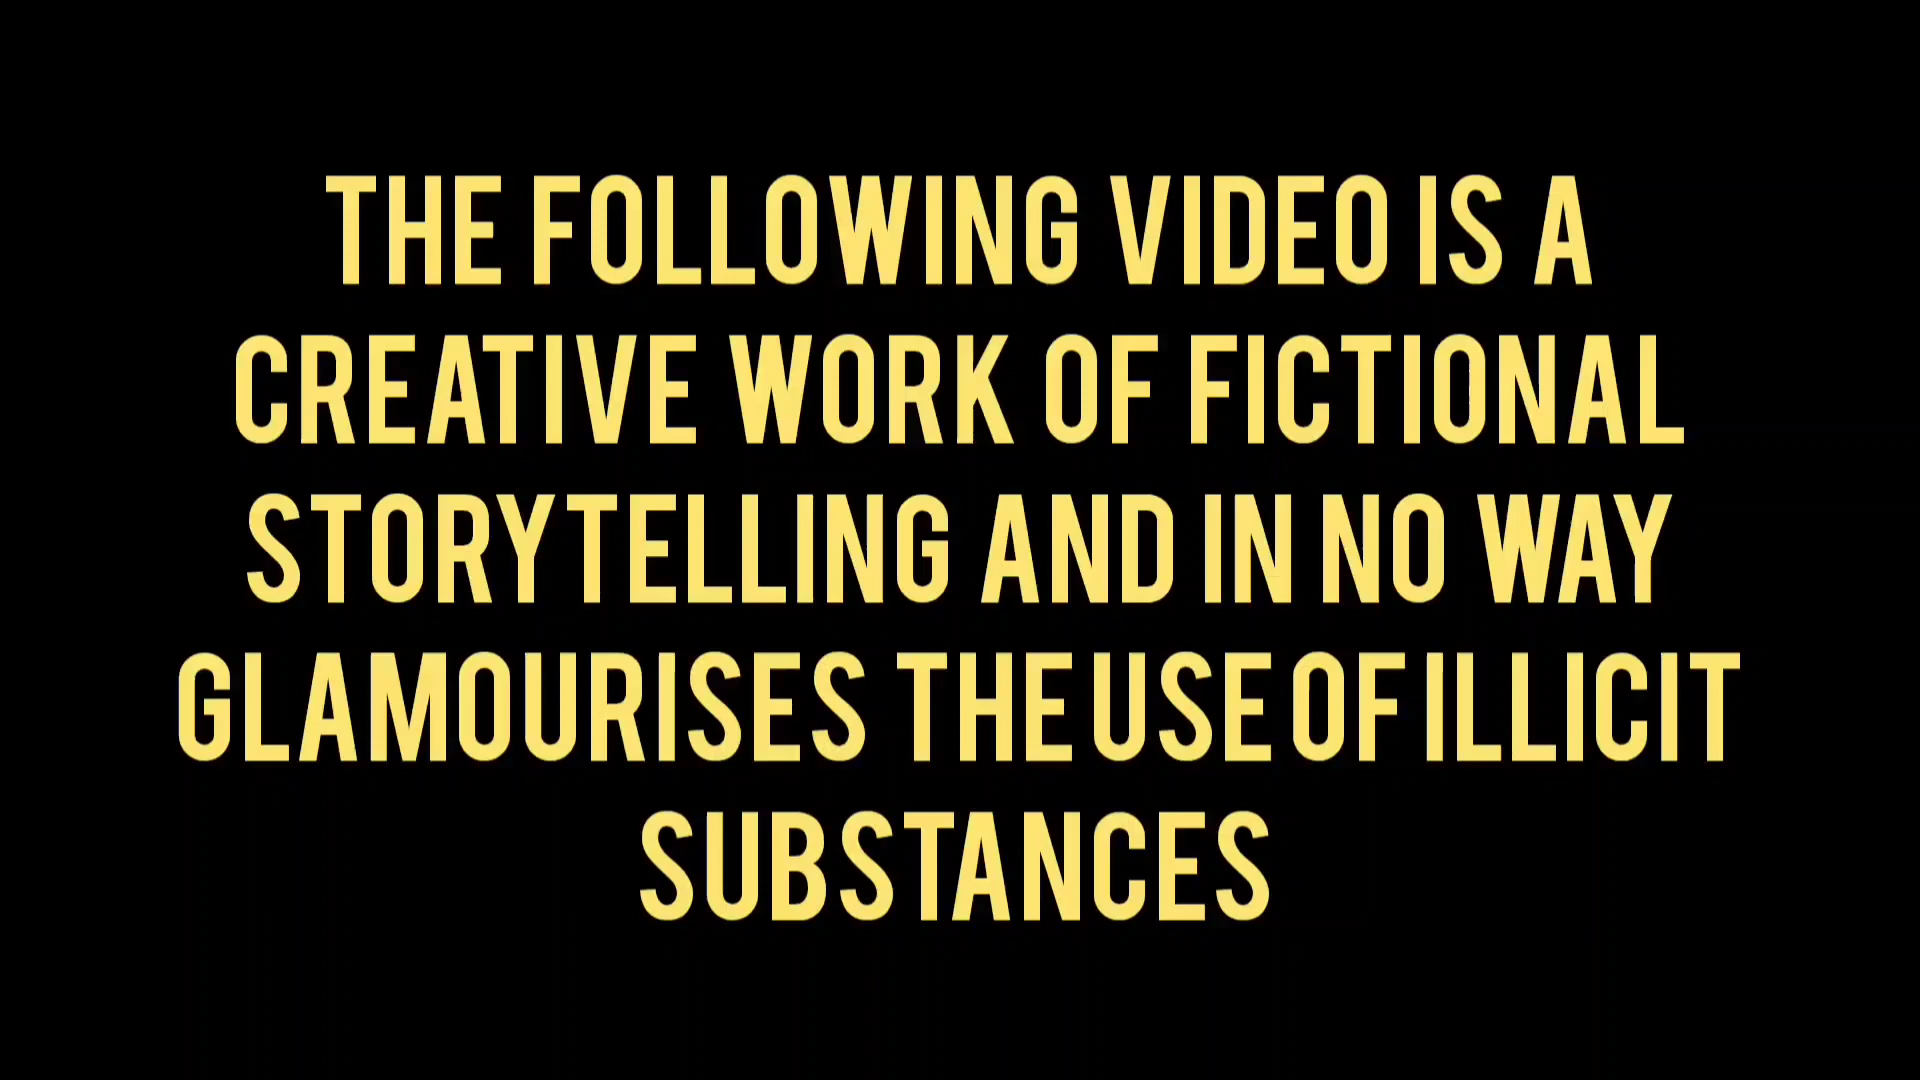 THE FOLLOWING VIDEO IS A
CREATIVE WORK OF FICTIONAL
STORYTELLING AND IN NO WAY
GLAMOURISES THE USE OF ILLICIT
SUBSTANCES